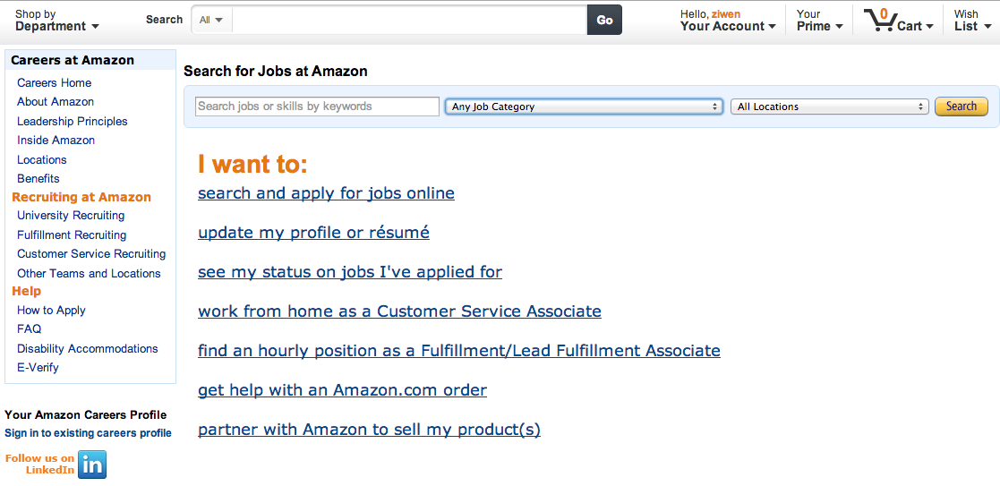 Shop by
Department
Search
All
Go
Hello, ziwen
Your Account
Your
Prime
0
Cart
Wish
List
Careers at Amazon
Careers Home
About Amazon
Leadership Principles
Inside Amazon
Locations
Benefits
Recruiting at Amazon
University Recruiting
Fulfillment Recruiting
Customer Service Recruiting
Other Teams and Locations
Help
How to Apply
FAQ
Disability Accommodations
E-Verify
Your Amazon Careers Profile
Sign in to existing careers profile
Follow us on
LinkedIn
in
Search for Jobs at Amazon
Search jobs or skills by keywords
Any Job Category
All Locations
Search
I want to:
search and apply for jobs online
update my profile or résumé
see my status on jobs I've applied for
work from home as a Customer Service Associate
find an hourly position as a Fulfillment/Lead Fulfillment Associate
get help with an Amazon.com order
partner with Amazon to sell my product(s)